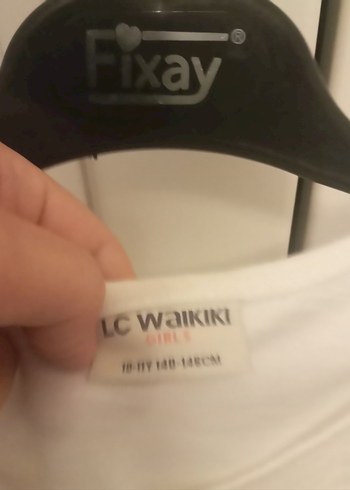 Fixay®
LC WAIKIKI
GIRLS
10-11Y 140-146CM